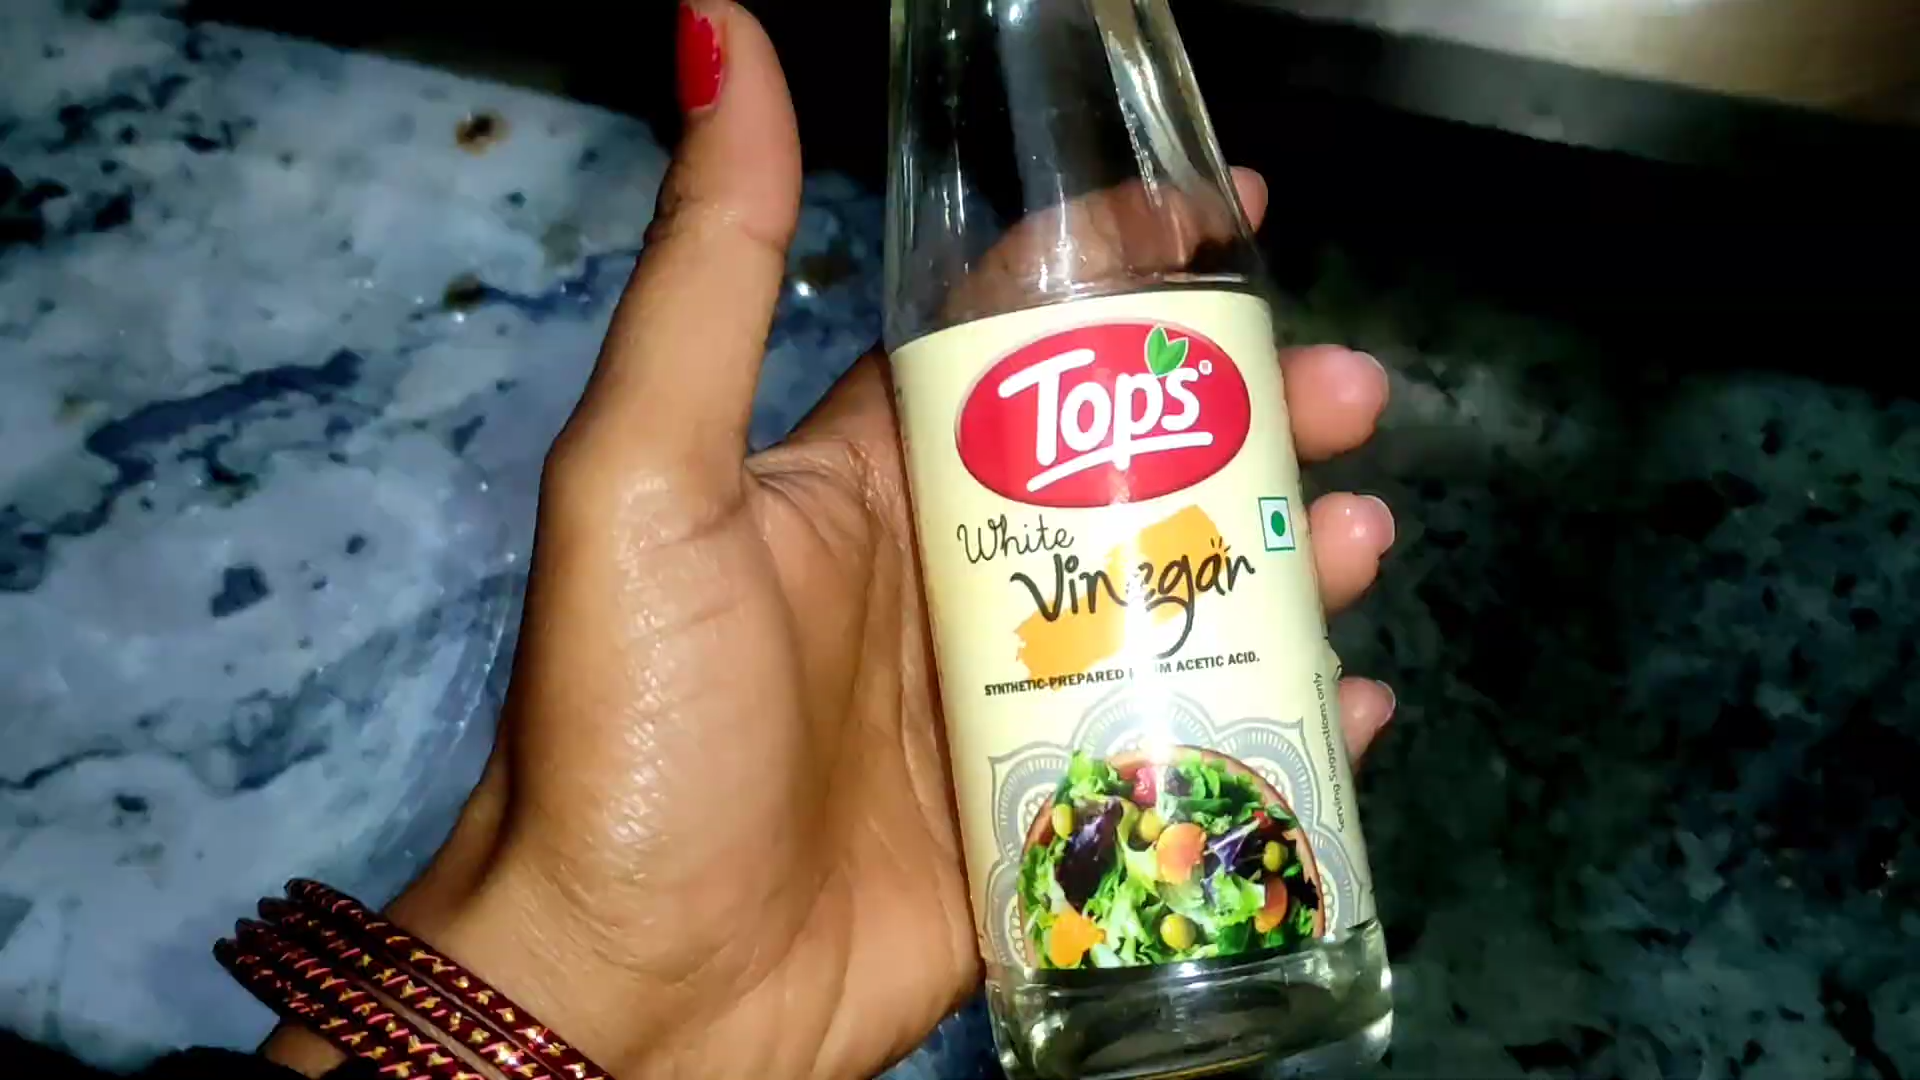 Tops
White
Vinegar
SYNTHETIC-PREPARED ACETIC ACID.
Serving Suggestions only